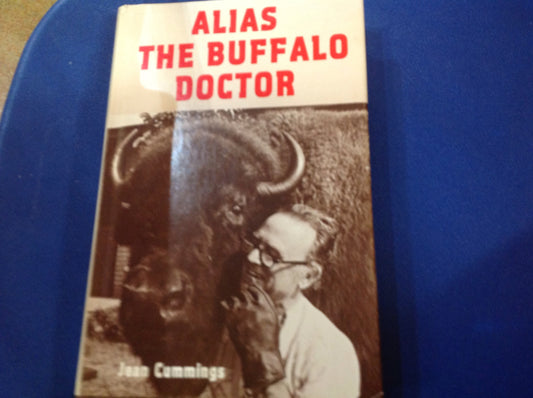 ALIAS
THE BUFFALO
DOCTOR
Jean Cummings